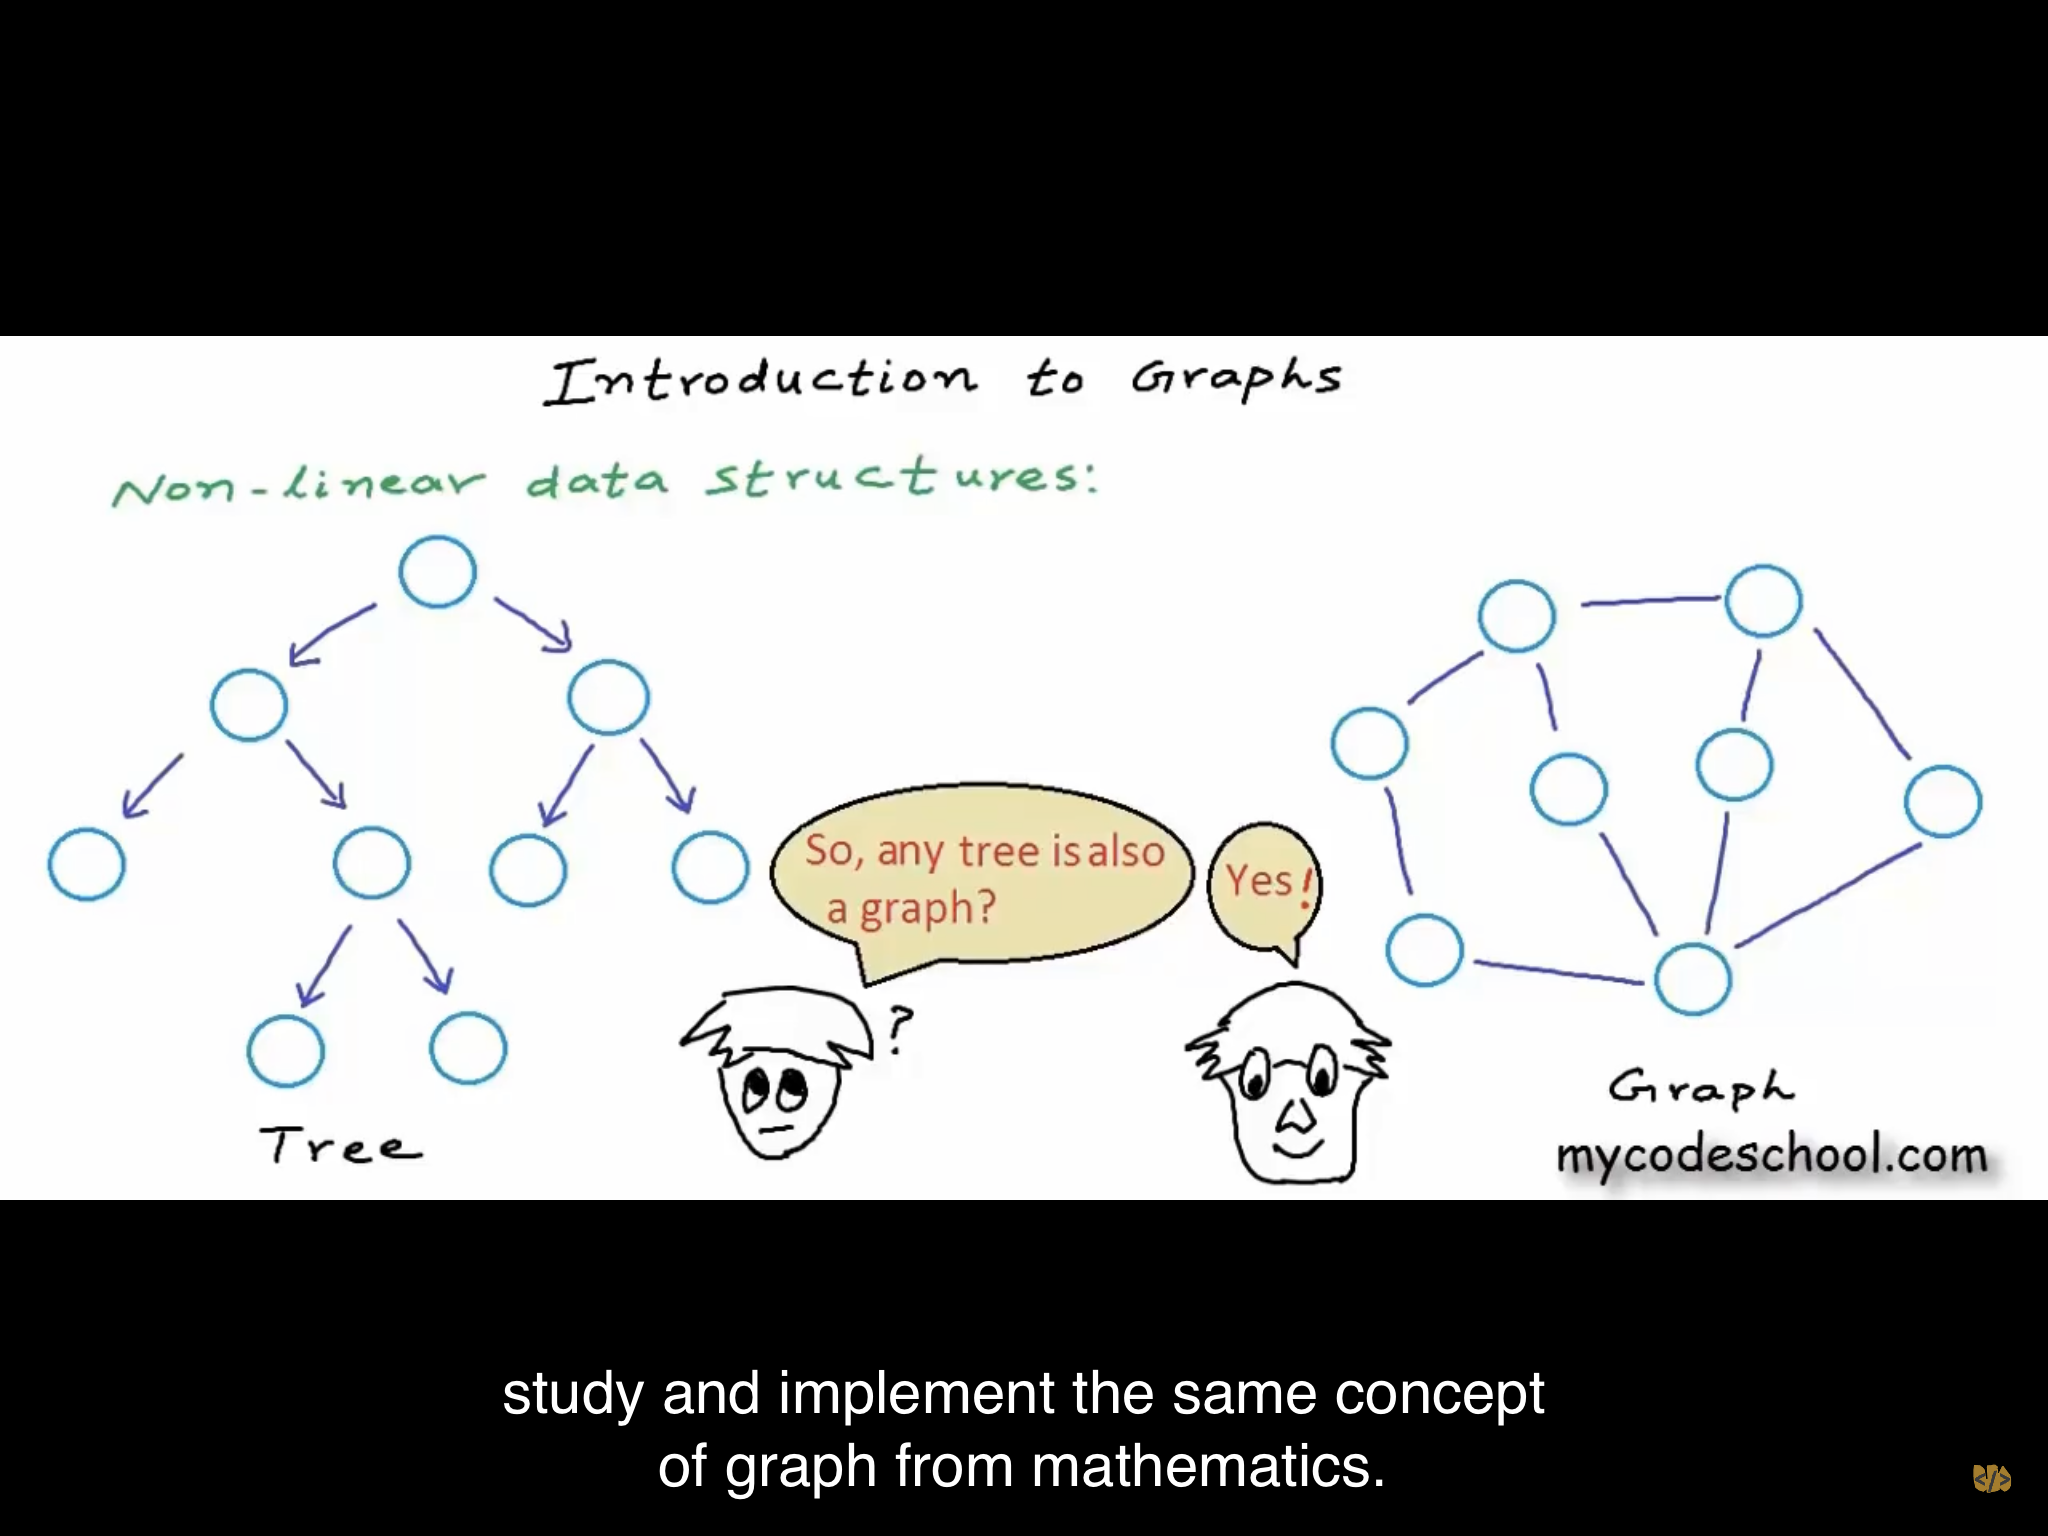 Introduction to Graphs
Non-linear data structures:
So, any tree is also
a graph?
Yes!
?
Tree
Graph
mycodeschool.com
study and implement the same concept
of graph from mathematics.